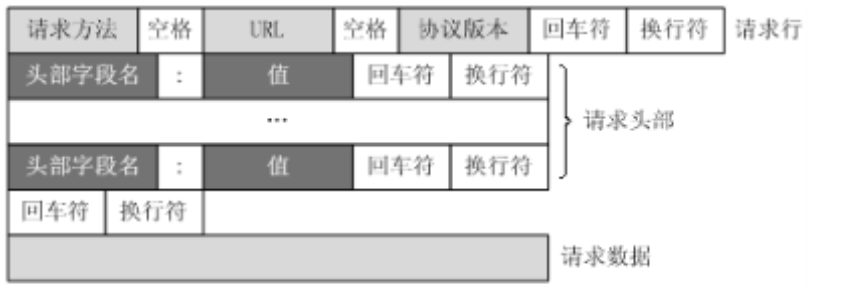 请求方法 空格 URL 空格 协议版本 回车符 换行符 请求行
头部字段名 : 值 回车符 换行符
... 请求头部
头部字段名 : 值 回车符 换行符
回车符 换行符
请求数据